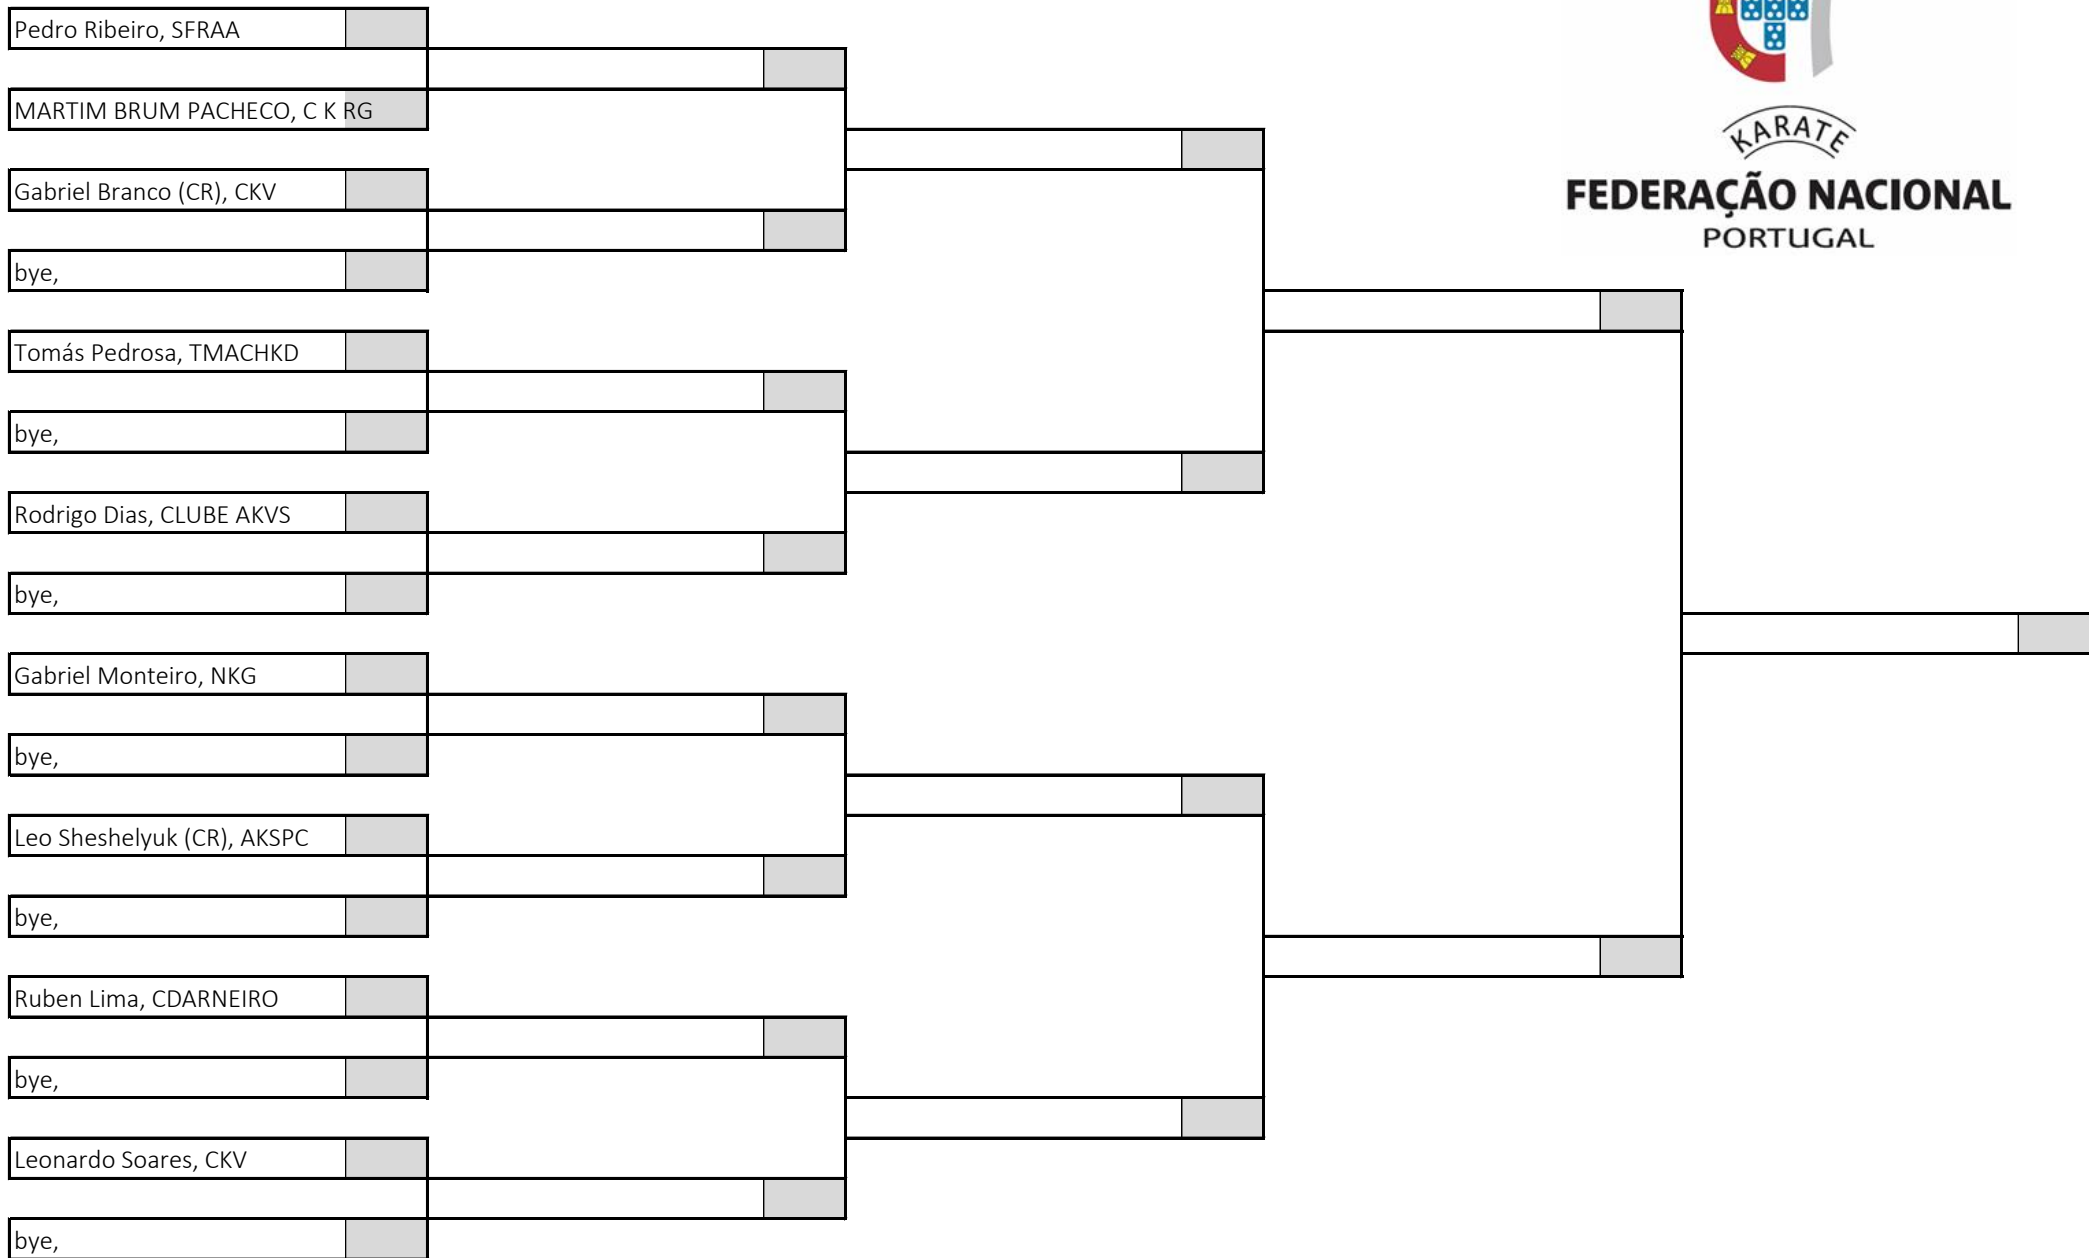 Pedro Ribeiro, SFRAA
MARTIM BRUM PACHECO, C K RG
Gabriel Branco (CR), CKV
bye,
Tomás Pedrosa, TMACHKD
bye,
Rodrigo Dias, CLUBE AKVS
bye,
Gabriel Monteiro, NKG
bye,
Leo Sheshelyuk (CR), AKSPC
bye,
Ruben Lima, CDARNEIRO
bye,
Leonardo Soares, CKV
bye,
KARATE
FEDERAÇÃO NACIONAL
PORTUGAL